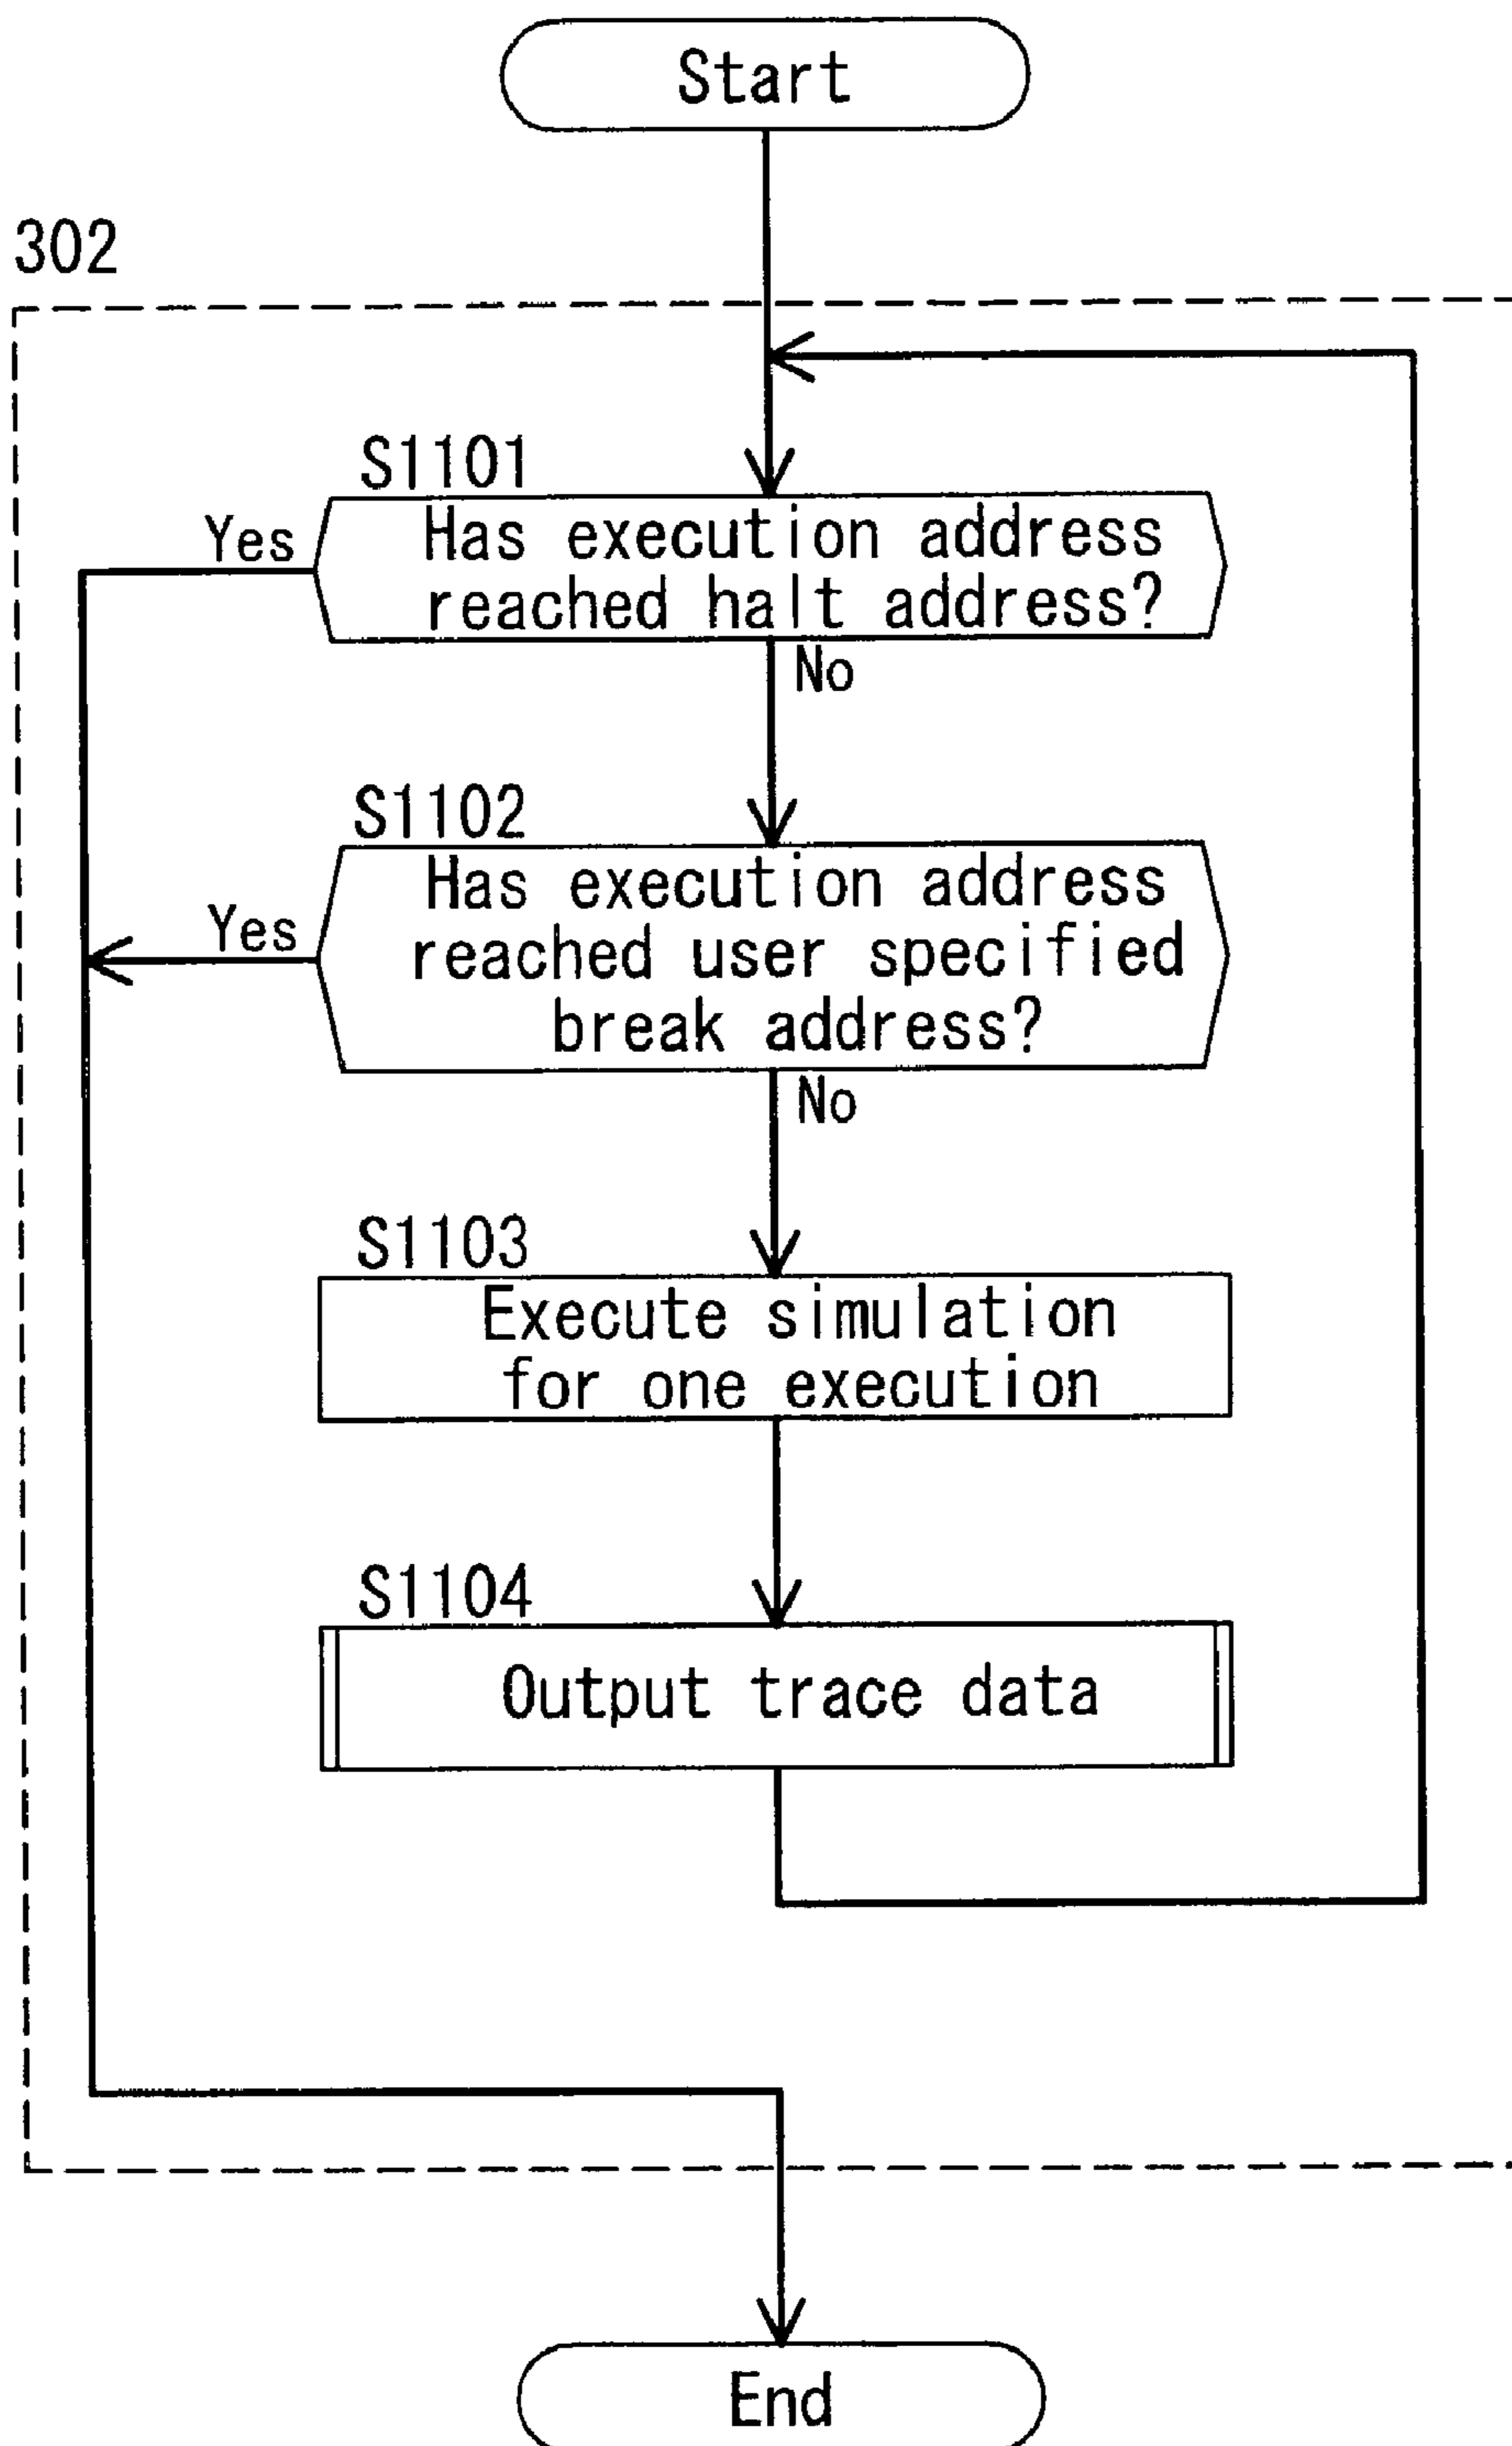 Start
302
S1101
Yes
Has execution address
reached halt address?
No
S1102
Yes
Has execution address
reached user specified
break address?
No
S1103
Execute simulation
for one execution
S1104
Output trace data
End